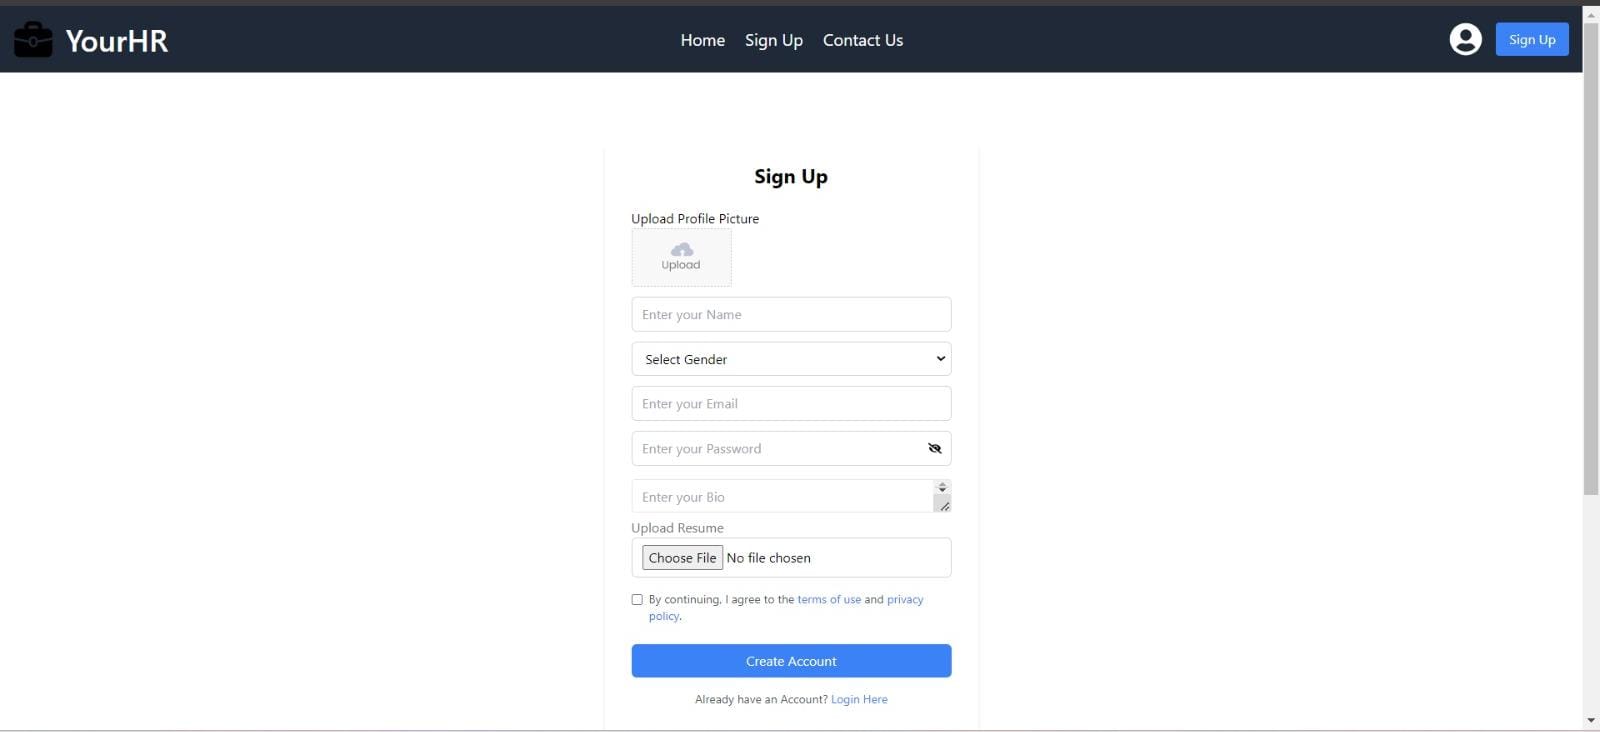 YourHR
Home Sign Up Contact Us
Sign Up
Sign Up
Upload Profile Picture
Upload
Enter your Name
Select Gender
Enter your Email
Enter your Password
Enter your Bio
Upload Resume
Choose File No file chosen
By continuing, I agree to the terms of use and privacy
policy.
Create Account
Already have an Account? Login Here